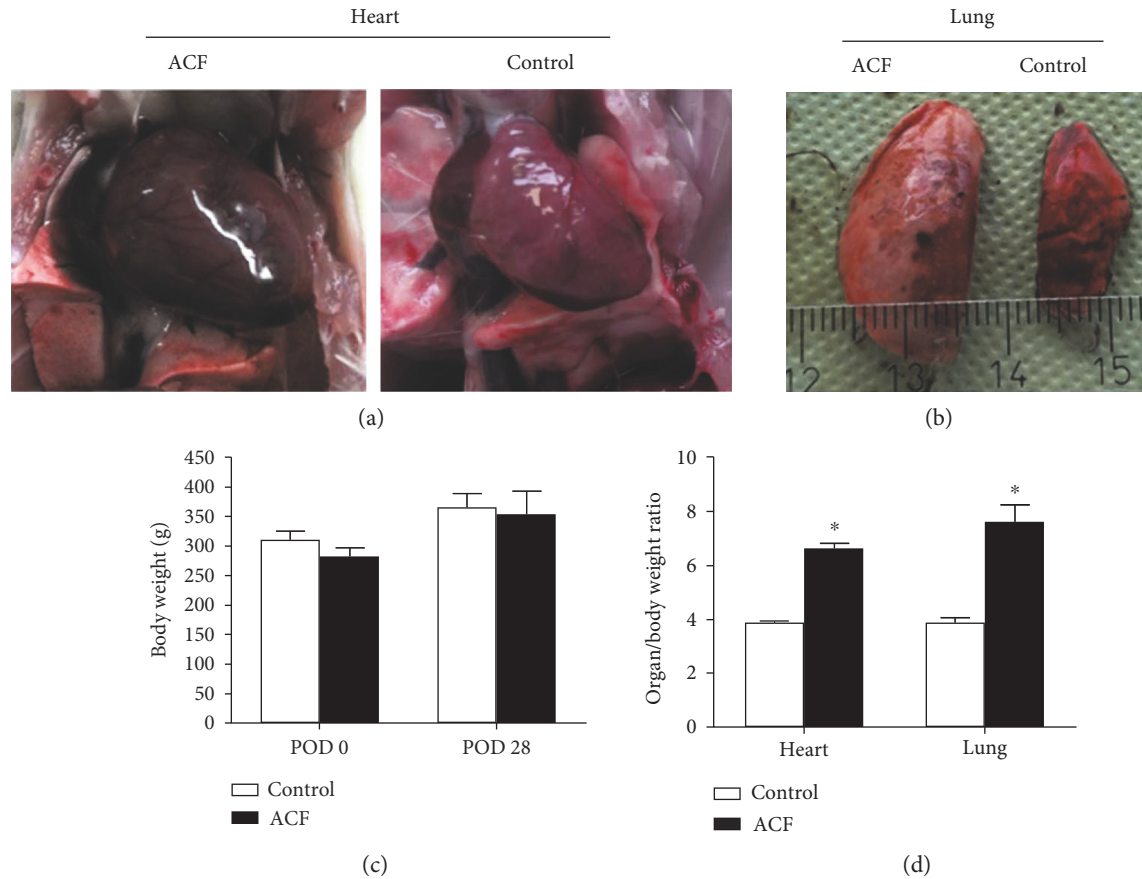 Heart
ACF Control
Lung
ACF Control
12 13 14 15
(a)
(b)
Body weight (g)
450
400
350
300
250
200
150
100
50
0
POD 0 POD 28
Control
ACF
(c)
Organ/body weight ratio
10
8
6
4
2
0
*
*
Heart Lung
Control
ACF
(d)